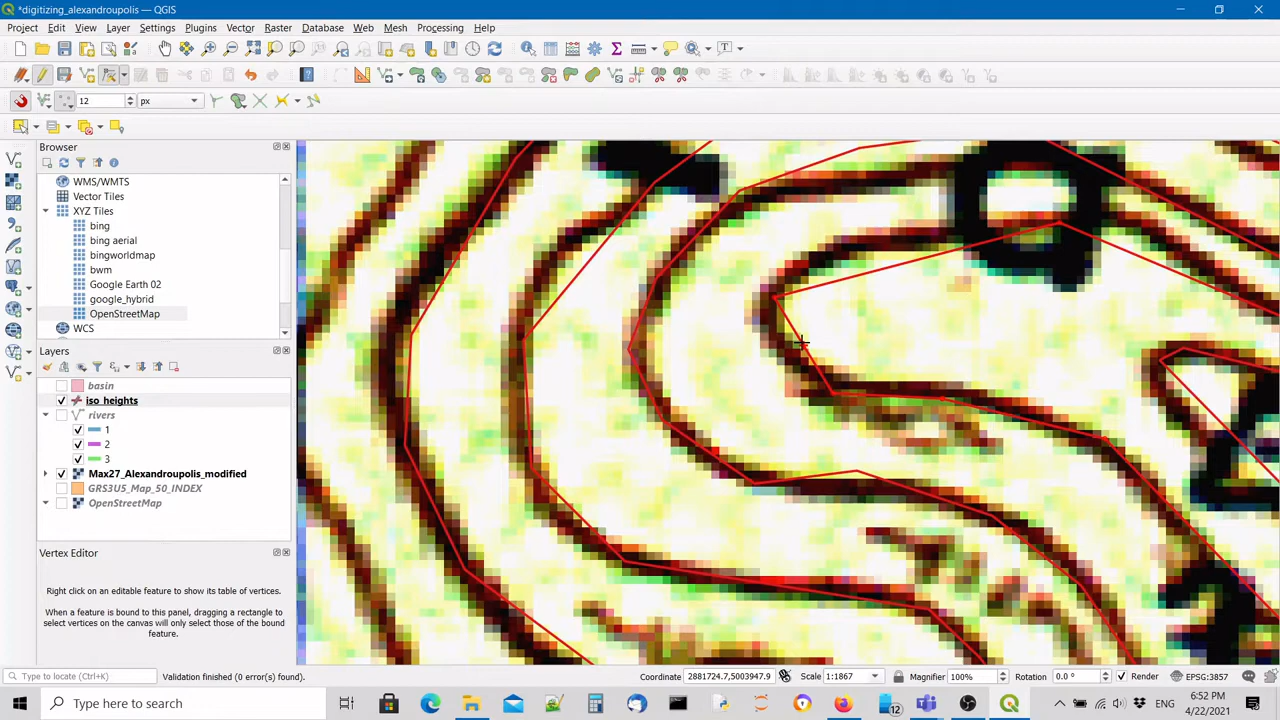 *digitizing_alexandroupolis — QGIS
Project Edit View Layer Settings Plugins Vector Raster Database Web Mesh Processing Help
12 px
Browser
WMS/WMTS
Vector Tiles
XYZ Tiles
bing
bing aerial
bingworldmap
bwm
Google Earth 02
google_hybrid
OpenStreetMap
WCS
Layers
basin
iso_heights
rivers
1
2
3
Max27_Alexandroupolis_modified
GRS3U5_Map_50_INDEX
OpenStreetMap
Vertex Editor
Right click on an editable feature to show its table of vertices.
When a feature is bound to this panel, dragging a rectangle to
select vertices on the canvas will only select those of the bound
feature.
Type to locate (Ctrl+K) Validation finished (0 error(s) found). Coordinate 2881724.7,5003947.9 Scale 1:1867 Magnifier 100% Rotation 0.0 ° Render EPSG:3857
Type here to search 12 ENG 6:52 PM
4/22/2021